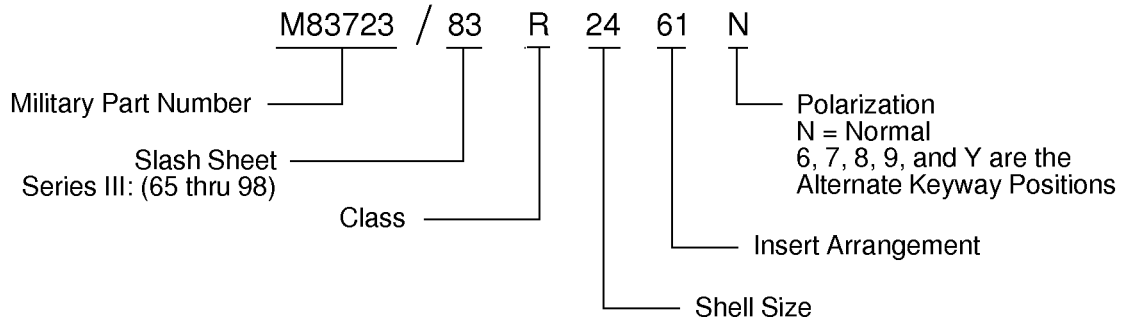 M83723 / 83 R 24 61 N
Military Part Number
Polarization
N = Normal
6, 7, 8, 9, and Y are the
Alternate Keyway Positions
Slash Sheet
Series III: (65 thru 98)
Class
Insert Arrangement
Shell Size